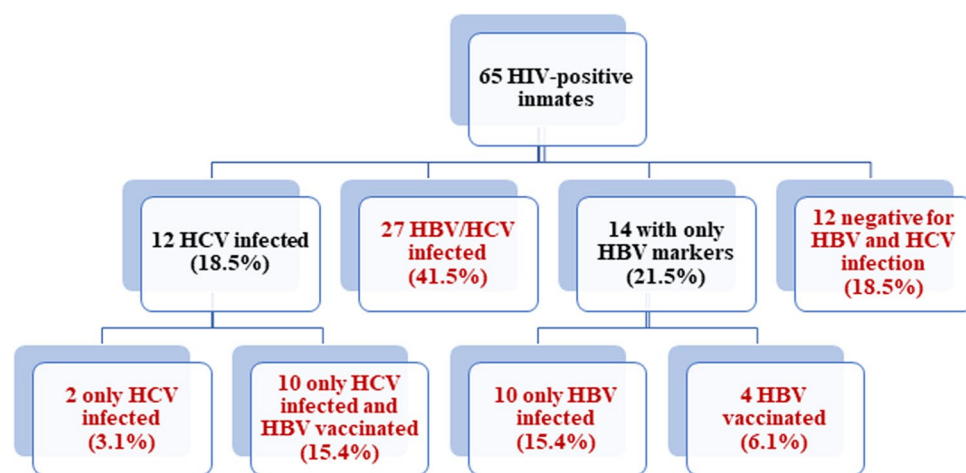 65 HIV-positive
inmates
12 HCV infected
(18.5%)
27 HBV/HCV
infected
(41.5%)
14 with only
HBV markers
(21.5%)
12 negative for
HBV and HCV
infection
(18.5%)
2 only HCV
infected
(3.1%)
10 only HCV
infected and
HBV vaccinated
(15.4%)
10 only HBV
infected
(15.4%)
4 HBV
vaccinated
(6.1%)